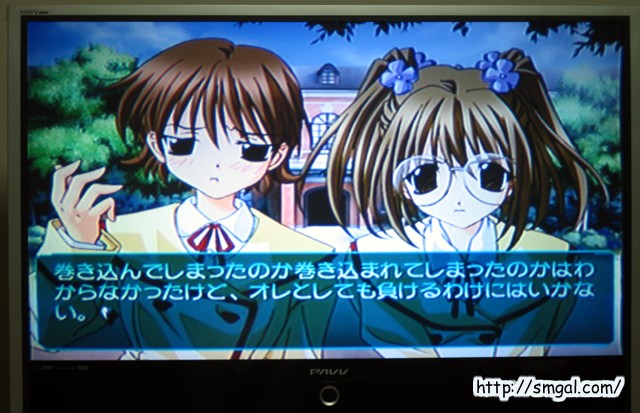 巻き込んでしまったのか巻き込まれてしまったのかはわ
からなかったけど、オレとしても負けるわけにはいかな
い。
PAVV
http://smgal.com/